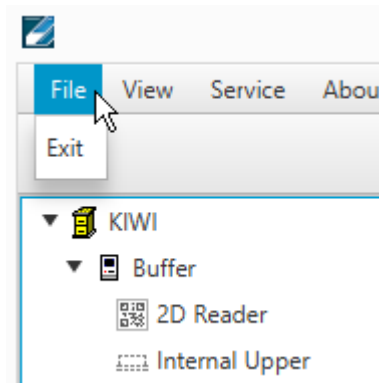 File View Service Abou
Exit
KIWI
Buffer
2D Reader
Internal Upper